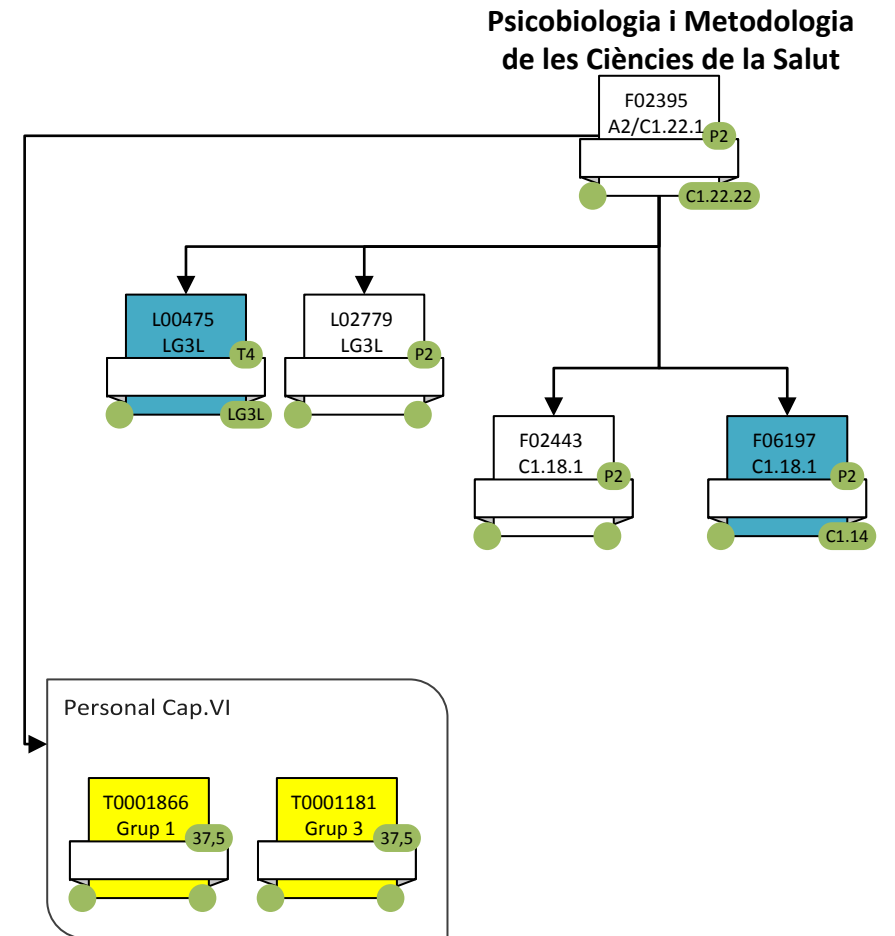 Psicobiologia i Metodologia
de les Ciències de la Salut
F02395
A2/C1.22.1
P2
C1.22.22
L00475
LG3L
T4
LG3L
L02779
LG3L
P2
F02443
C1.18.1
P2
F06197
C1.18.1
P2
C1.14
Personal Cap.VI
T0001866
Grup 1
37,5
T0001181
Grup 3
37,5